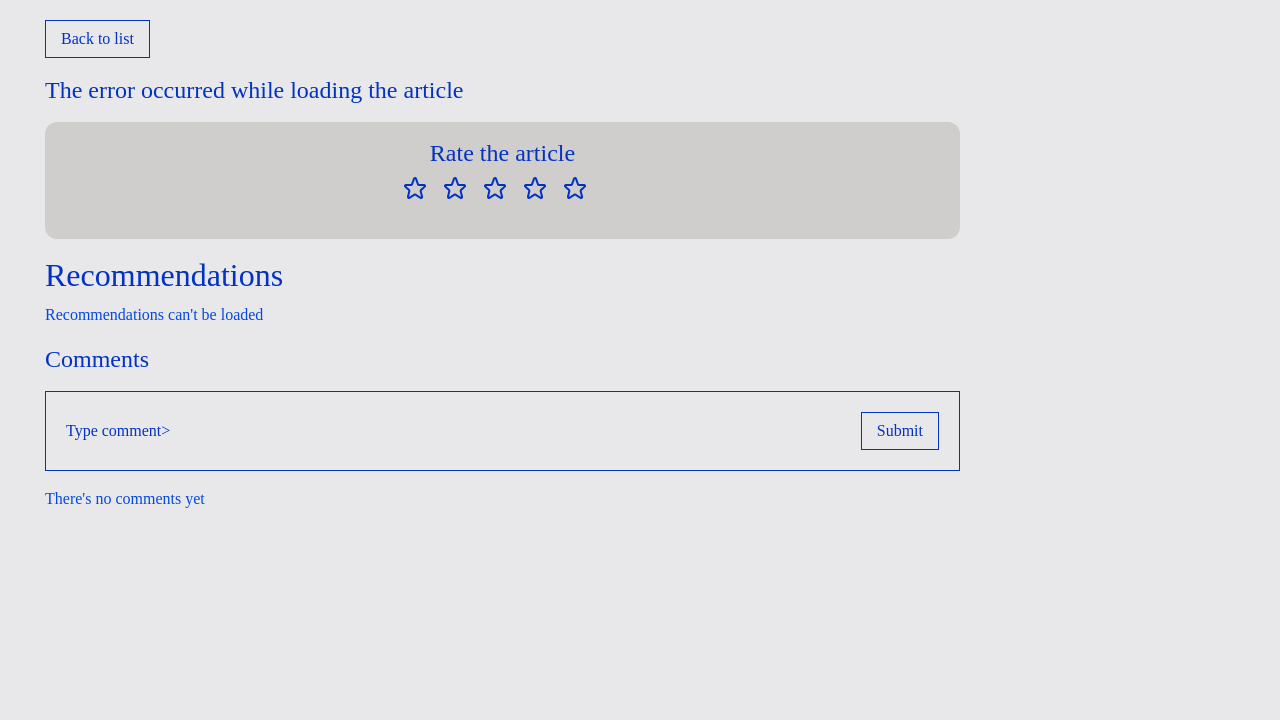 Back to list
The error occurred while loading the article
Rate the article
Recommendations
Recommendations can't be loaded
Comments
Type comment>
Submit
There's no comments yet